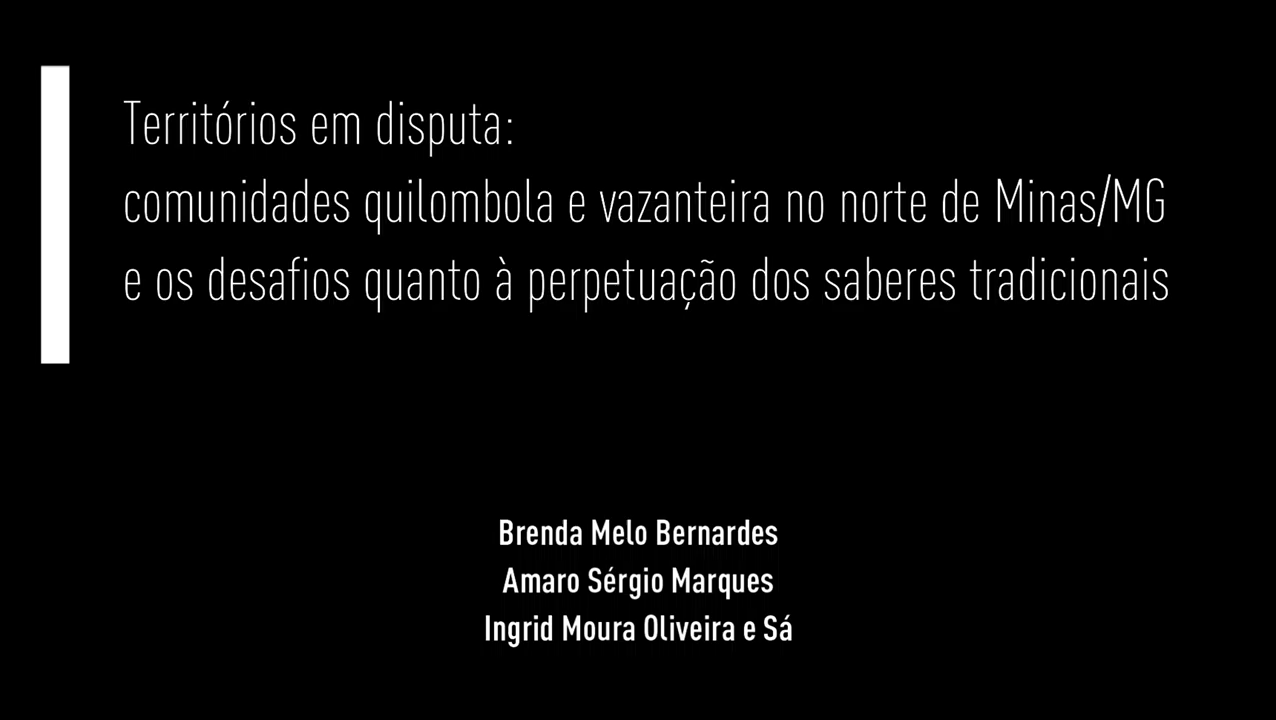 Territórios em disputa:
comunidades quilombola e vazanteira no norte de Minas/MG
e os desafios quanto à perpetuação dos saberes tradicionais
Brenda Melo Bernardes
Amaro Sérgio Marques
Ingrid Moura Oliveira e Sá